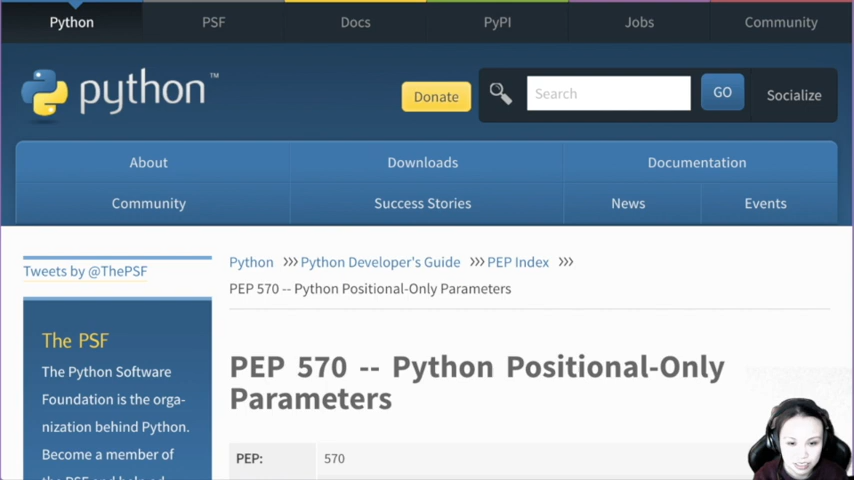 Python PSF Docs PyPI Jobs Community
python™
Donate Search GO Socialize
About Downloads Documentation
Community Success Stories News Events
Tweets by @ThePSF
Python >>> Python Developer's Guide >>> PEP Index >>>
PEP 570 -- Python Positional-Only Parameters
The PSF
The Python Software
Foundation is the orga-
nization behind Python.
Become a member of
PEP 570 -- Python Positional-Only
Parameters
PEP: 570